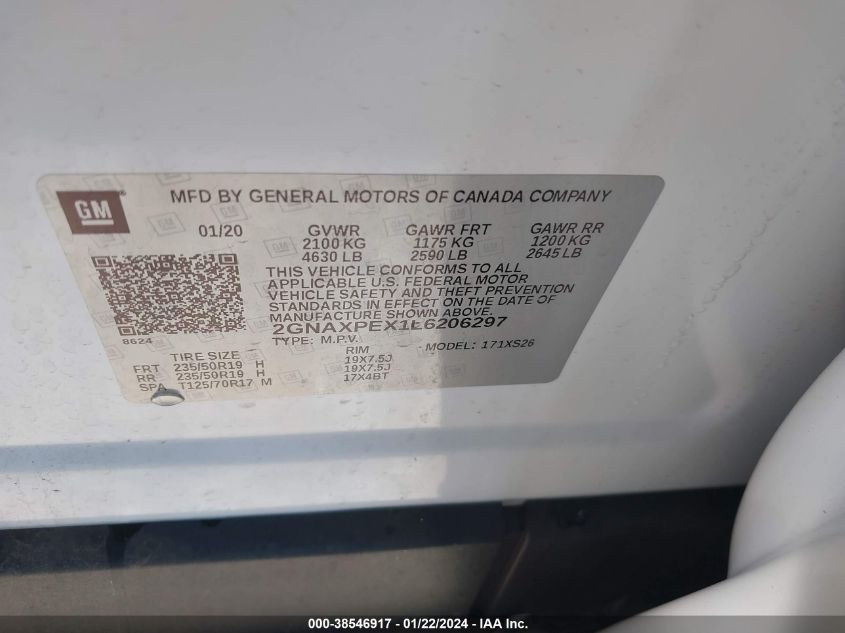 GM
MFD BY GENERAL MOTORS OF CANADA COMPANY
01/20 GVWR GAWR FRT GAWR RR
2100 KG 1175 KG 1200 KG
4630 LB 2590 LB 2645 LB
THIS VEHICLE CONFORMS TO ALL
APPLICABLE U.S. FEDERAL MOTOR
VEHICLE SAFETY AND THEFT PREVENTION
STANDARDS IN EFFECT ON THE DATE OF
MANUFACTURE SHOWN ABOVE.
8624 2GNAXPEX1L6206297
TYPE: M.P.V. MODEL: 171XS26
TIRE SIZE RIM
FRT 235/50R19 H 19X7.5J
RR 235/50R19 H 19X7.5J
SPA T125/70R17 M 17X4BT
000-38546917 - 01/22/2024 - IAA Inc.